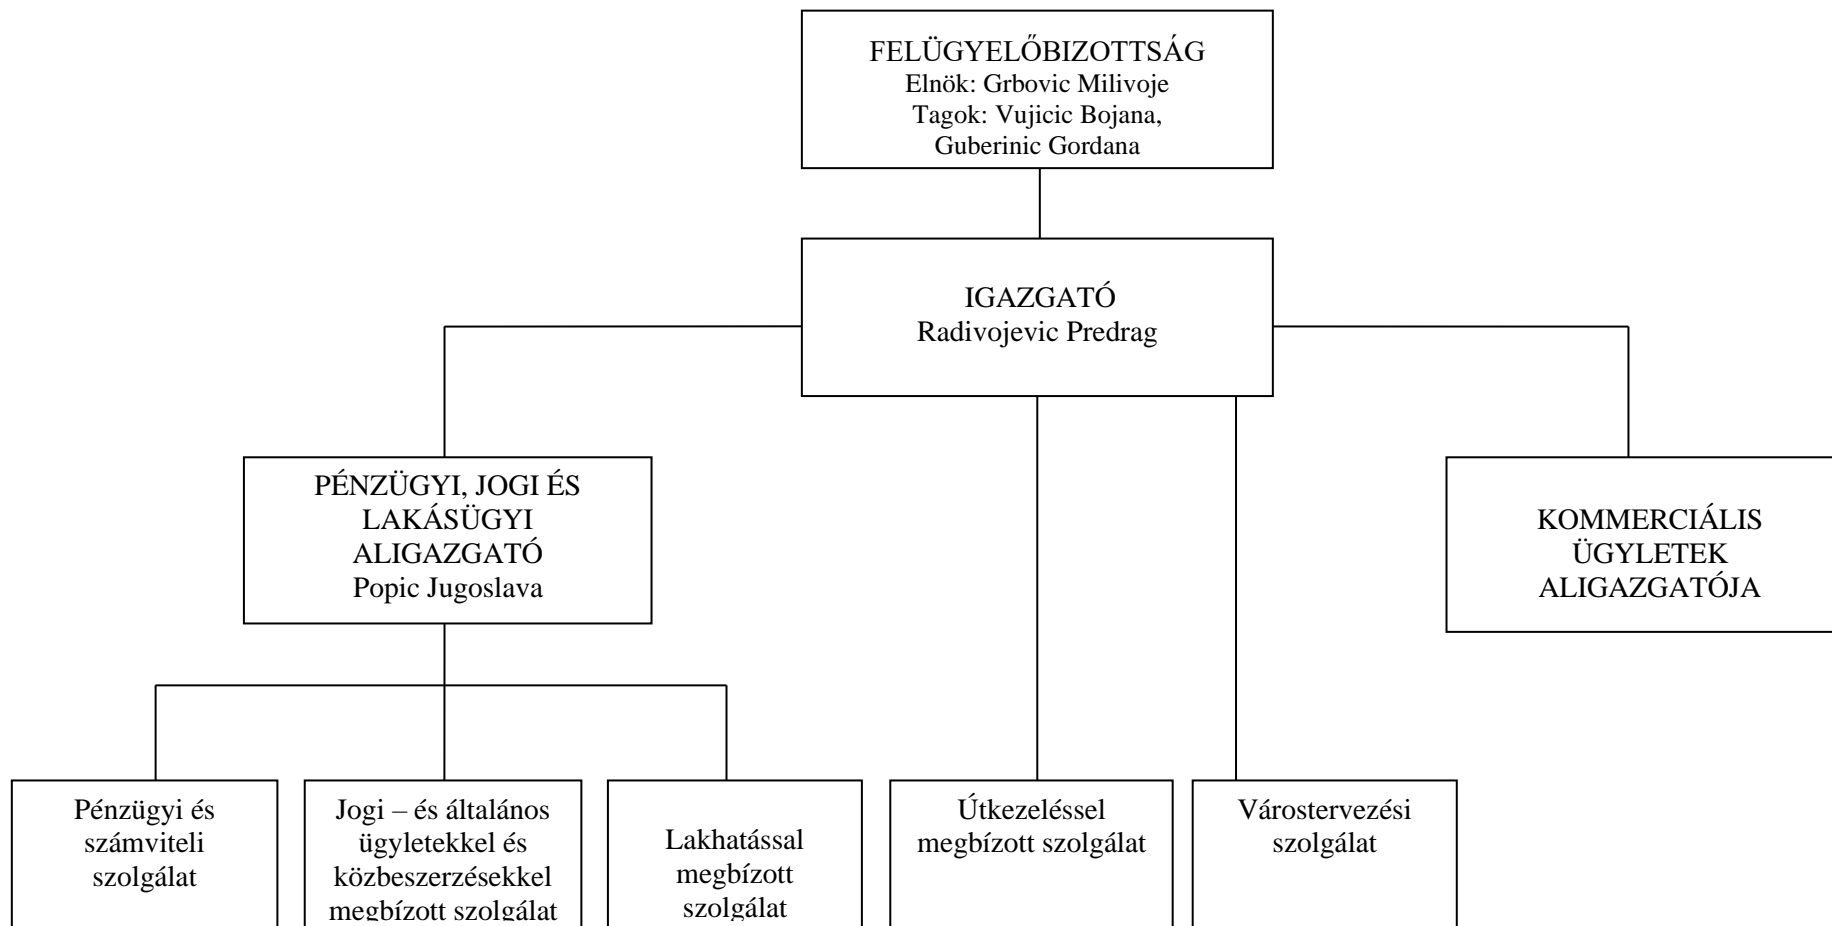 FELÜGYELŐBIZOTTSÁG
Elnök: Grbovic Milivoje
Tagok: Vujicic Bojana,
Guberinic Gordana
IGAZGATÓ
Radivojevic Predrag
PÉNZÜGYI, JOGI ÉS
LAKÁSÜGYI
ALIGAZGATÓ
Popic Jugoslava
KOMMERCIÁLIS
ÜGYLETEK
ALIGAZGATÓJA
Pénzügyi és
számviteli
szolgálat
Jogi – és általános
ügyletekkel és
közbeszerzésekkel
megbízott szolgálat
Lakhatással
megbízott
szolgálat
Útkezeléssel
megbízott szolgálat
Várostervezési
szolgálat